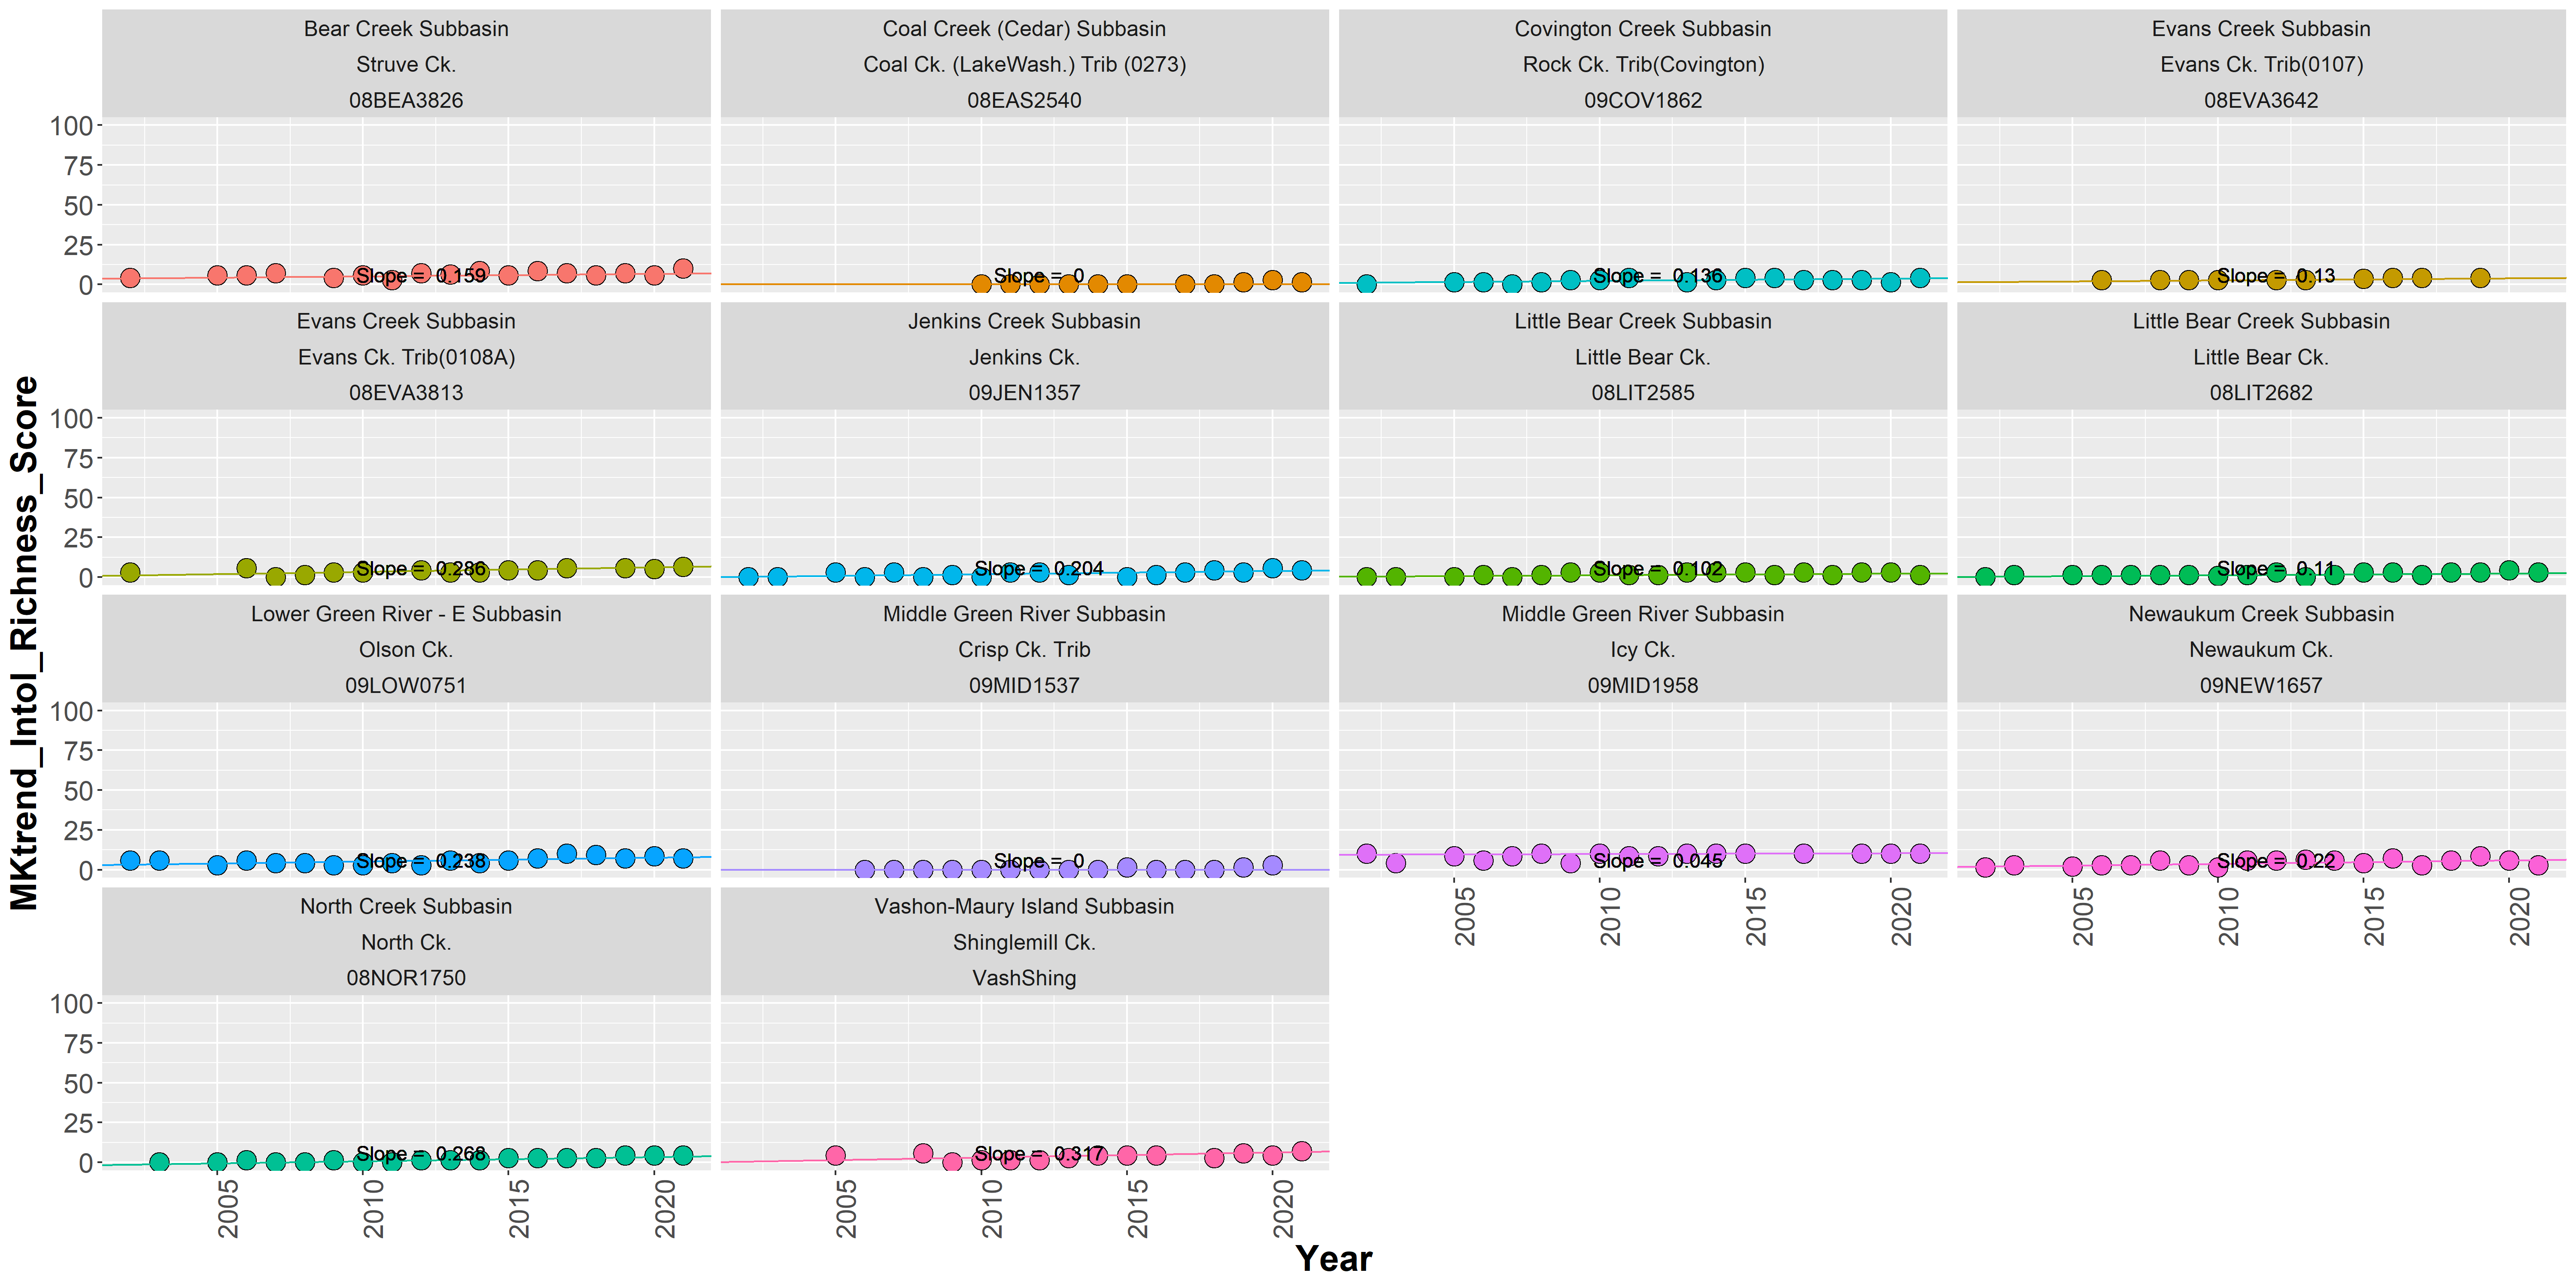 MKtrend_Intol_Richness_Score
Bear Creek Subbasin
Struve Ck.
08BEA3826
Coal Creek (Cedar) Subbasin
Coal Ck. (LakeWash.) Trib (0273)
08EAS2540
Covington Creek Subbasin
Rock Ck. Trib(Covington)
09COV1862
Evans Creek Subbasin
Evans Ck. Trib(0107)
08EVA3642
100
75
50
25
0
Slope = 0.159
Slope = 0
Slope = 0.136
Slope = 0.13
Evans Creek Subbasin
Evans Ck. Trib(0108A)
08EVA3813
Jenkins Creek Subbasin
Jenkins Ck.
09JEN1357
Little Bear Creek Subbasin
Little Bear Ck.
08LIT2585
Little Bear Creek Subbasin
Little Bear Ck.
08LIT2682
100
75
50
25
0
Slope = 0.286
Slope = 0.204
Slope = 0.102
Slope = 0.11
Lower Green River - E Subbasin
Olson Ck.
09LOW0751
Middle Green River Subbasin
Crisp Ck. Trib
09MID1537
Middle Green River Subbasin
Icy Ck.
09MID1958
Newaukum Creek Subbasin
Newaukum Ck.
09NEW1657
100
75
50
25
0
Slope = 0.238
Slope = 0
Slope = 0.045
Slope = 0.22
2005
2010
2015
2020
2005
2010
2015
2020
North Creek Subbasin
North Ck.
08NOR1750
Vashon-Maury Island Subbasin
Shinglemill Ck.
VashShing
100
75
50
25
0
Slope = 0.268
Slope = 0.317
2005
2010
2015
2020
2005
2010
2015
2020
Year